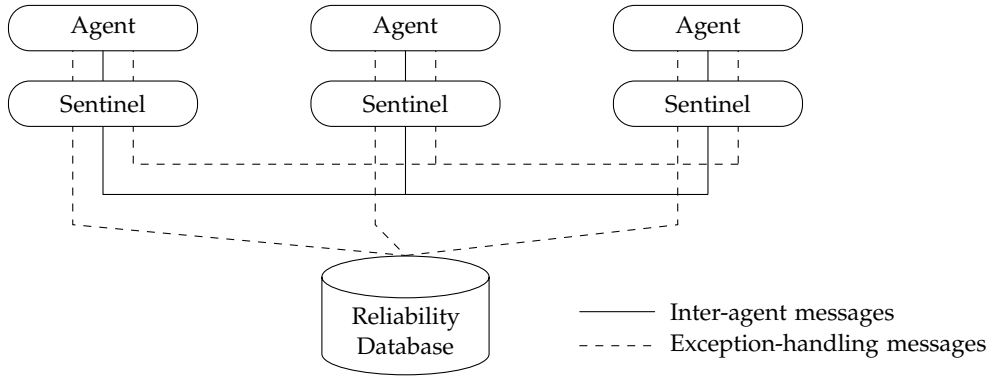 Agent
Agent
Agent
Sentinel
Sentinel
Sentinel
Reliability
Database
Inter-agent messages
Exception-handling messages